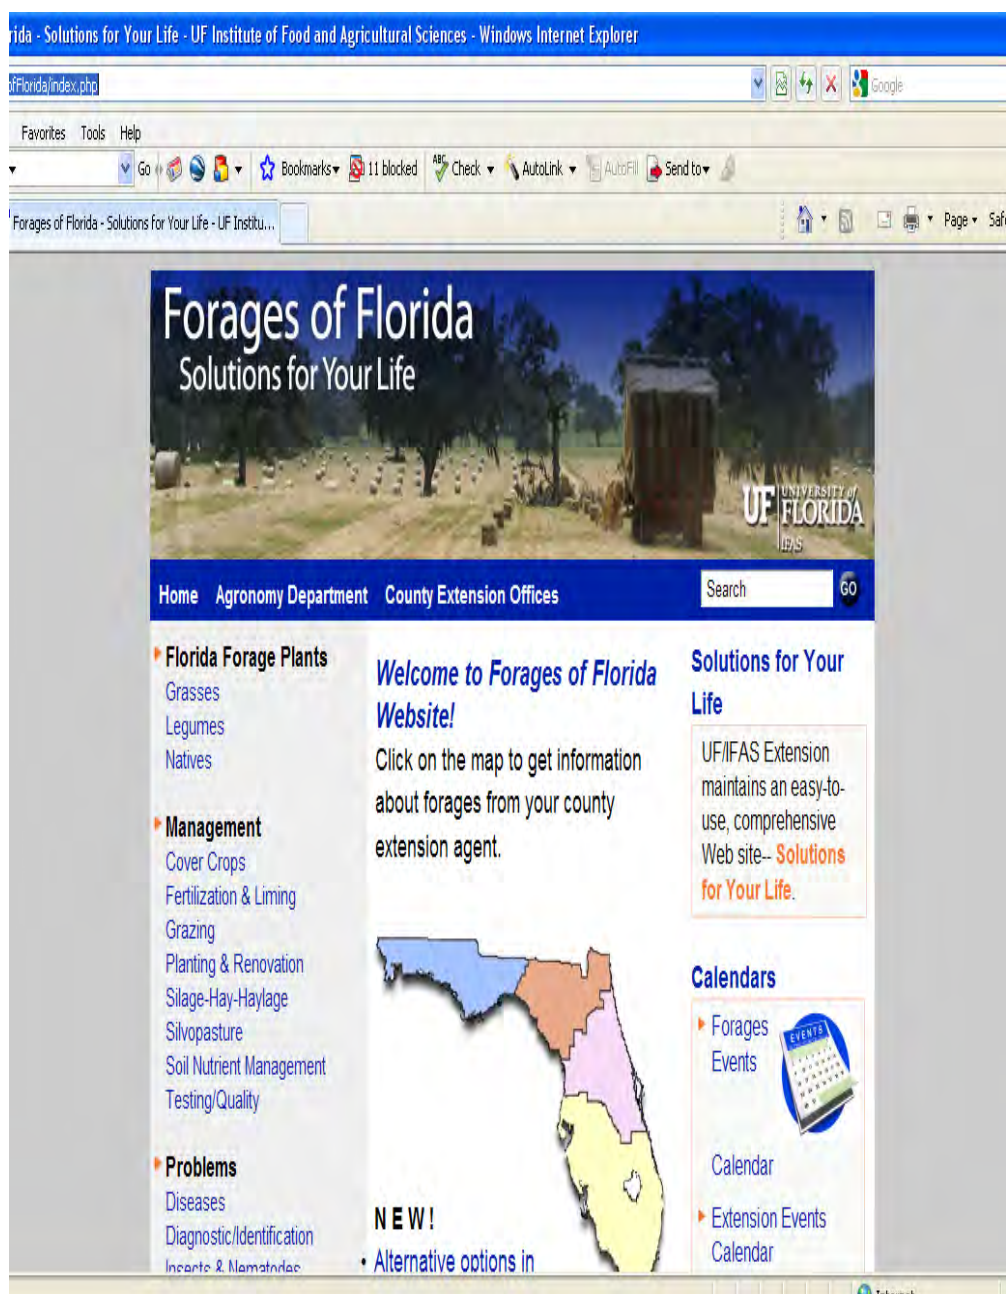 rida - Solutions for Your Life - UF Institute of Food and Agricultural Sciences - Windows Internet Explorer
ofFlorida/index.php
Google
Favorites Tools Help
Go
Bookmarks
11 blocked
ABC
Check
AutoLink
AutoFill
Send to
Forages of Florida - Solutions for Your Life - UF Institu...
Page
Safe
Forages of Florida
Solutions for Your Life
UF UNIVERSITY of
FLORIDA
IFAS
Home Agronomy Department County Extension Offices
Search
GO
Florida Forage Plants
Grasses
Legumes
Natives
Management
Cover Crops
Fertilization & Liming
Grazing
Planting & Renovation
Silage-Hay-Haylage
Silvopasture
Soil Nutrient Management
Testing/Quality
Problems
Diseases
Diagnostic/Identification
Insects & Nematodes
Welcome to Forages of Florida
Website!
Click on the map to get information
about forages from your county
extension agent.
NEW!
• Alternative options in
Solutions for Your
Life
UF/IFAS Extension
maintains an easy-to-
use, comprehensive
Web site-- Solutions
for Your Life.
Calendars
Forages
Events
EVENTS
Calendar
Extension Events
Calendar
Internet